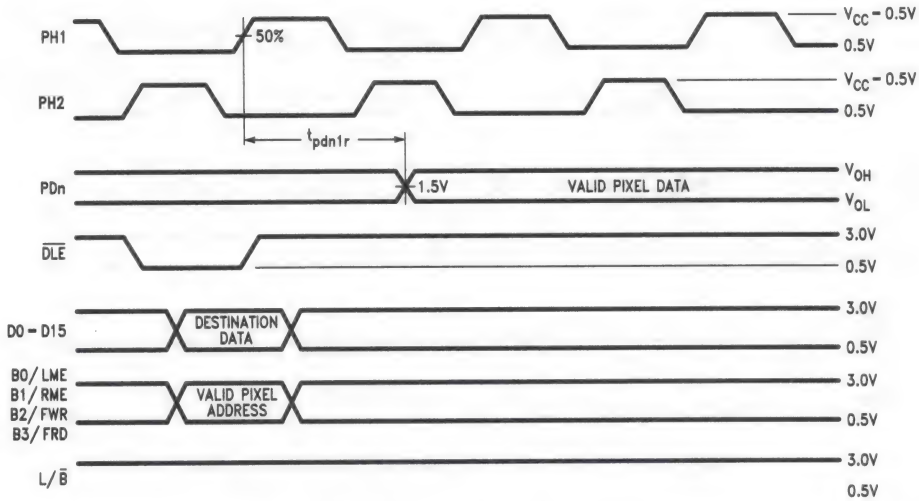 PH1
50%
V_CC – 0.5V
0.5V
PH2
V_CC – 0.5V
0.5V
t_pdn1r
PDn
1.5V
VALID PIXEL DATA
V_OH
V_OL
D̅L̅E̅
3.0V
0.5V
D0 – D15
DESTINATION
DATA
3.0V
0.5V
B0/LME
B1/RME
B2/FWR
B3/FRD
VALID PIXEL
ADDRESS
3.0V
0.5V
L/B̅
3.0V
0.5V